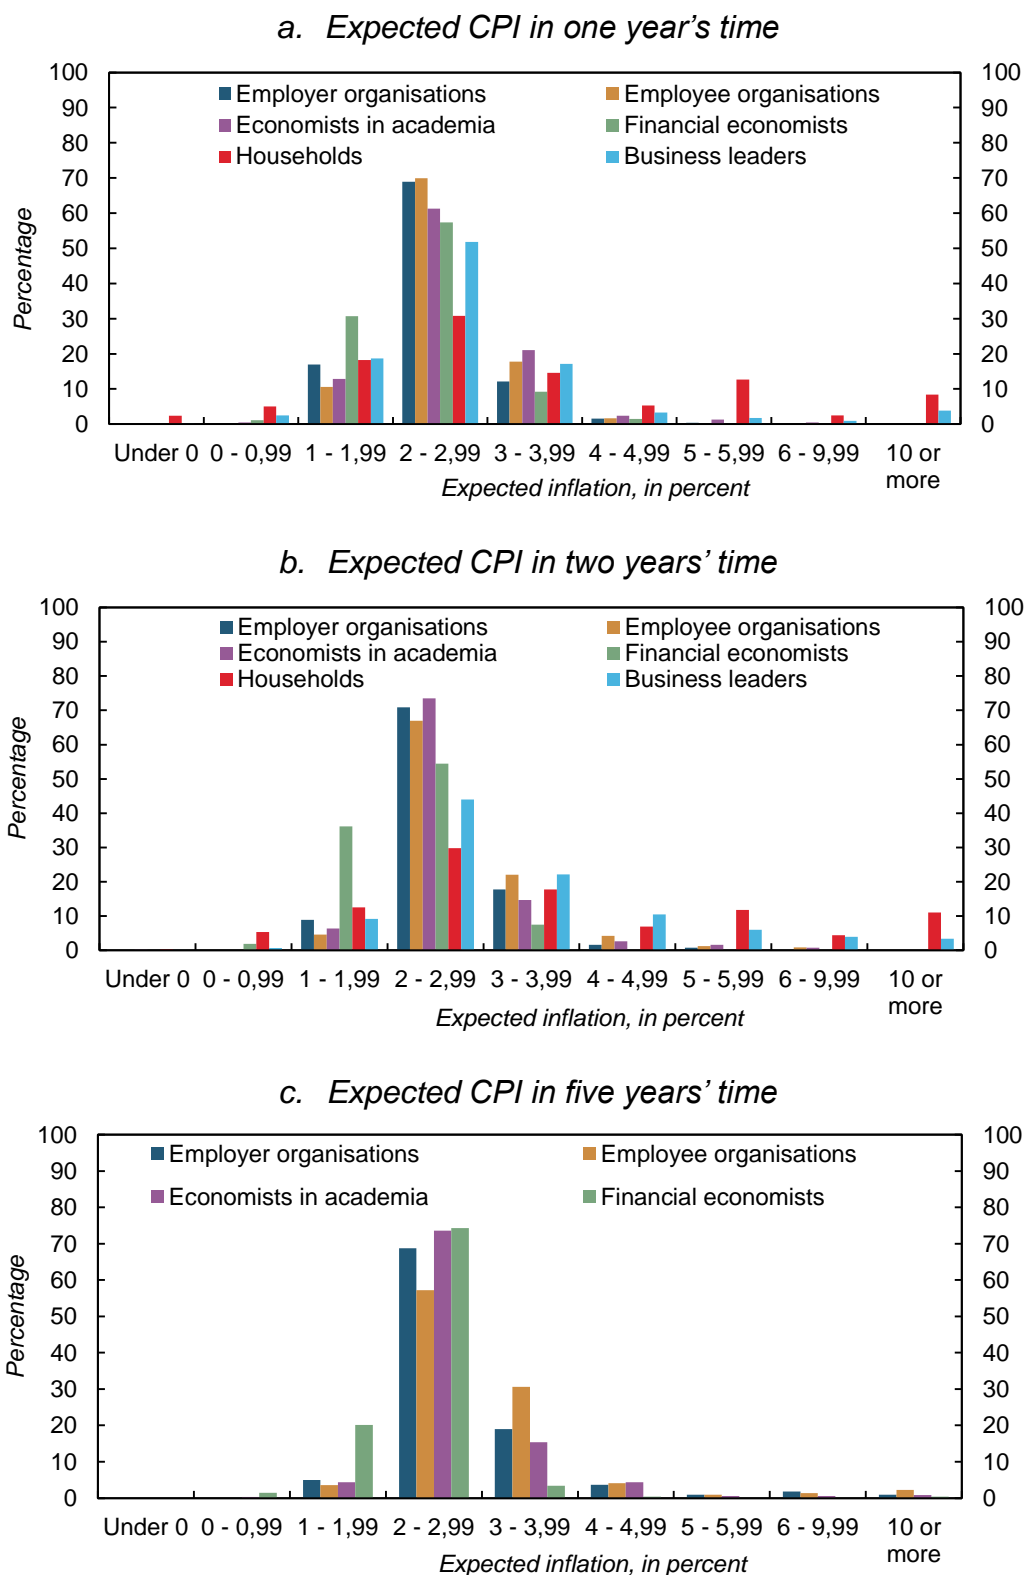 a. Expected CPI in one year's time
100 100
90 Employer organisations Employee organisations 90
80 Economists in academia Financial economists 80
70 Households Business leaders 70
60 60
50 50
40 40
30 30
20 20
10 10
0 0
Percentage
Under 0 0 - 0,99 1 - 1,99 2 - 2,99 3 - 3,99 4 - 4,99 5 - 5,99 6 - 9,99 10 or
more
Expected inflation, in percent
b. Expected CPI in two years' time
100 100
90 Employer organisations Employee organisations 90
80 Economists in academia Financial economists 80
70 Households Business leaders 70
60 60
50 50
40 40
30 30
20 20
10 10
0 0
Percentage
Under 0 0 - 0,99 1 - 1,99 2 - 2,99 3 - 3,99 4 - 4,99 5 - 5,99 6 - 9,99 10 or
more
Expected inflation, in percent
c. Expected CPI in five years' time
100 100
90 Employer organisations Employee organisations 90
80 Economists in academia Financial economists 80
70 70
60 60
50 50
40 40
30 30
20 20
10 10
0 0
Percentage
Under 0 0 - 0,99 1 - 1,99 2 - 2,99 3 - 3,99 4 - 4,99 5 - 5,99 6 - 9,99 10 or
more
Expected inflation, in percent